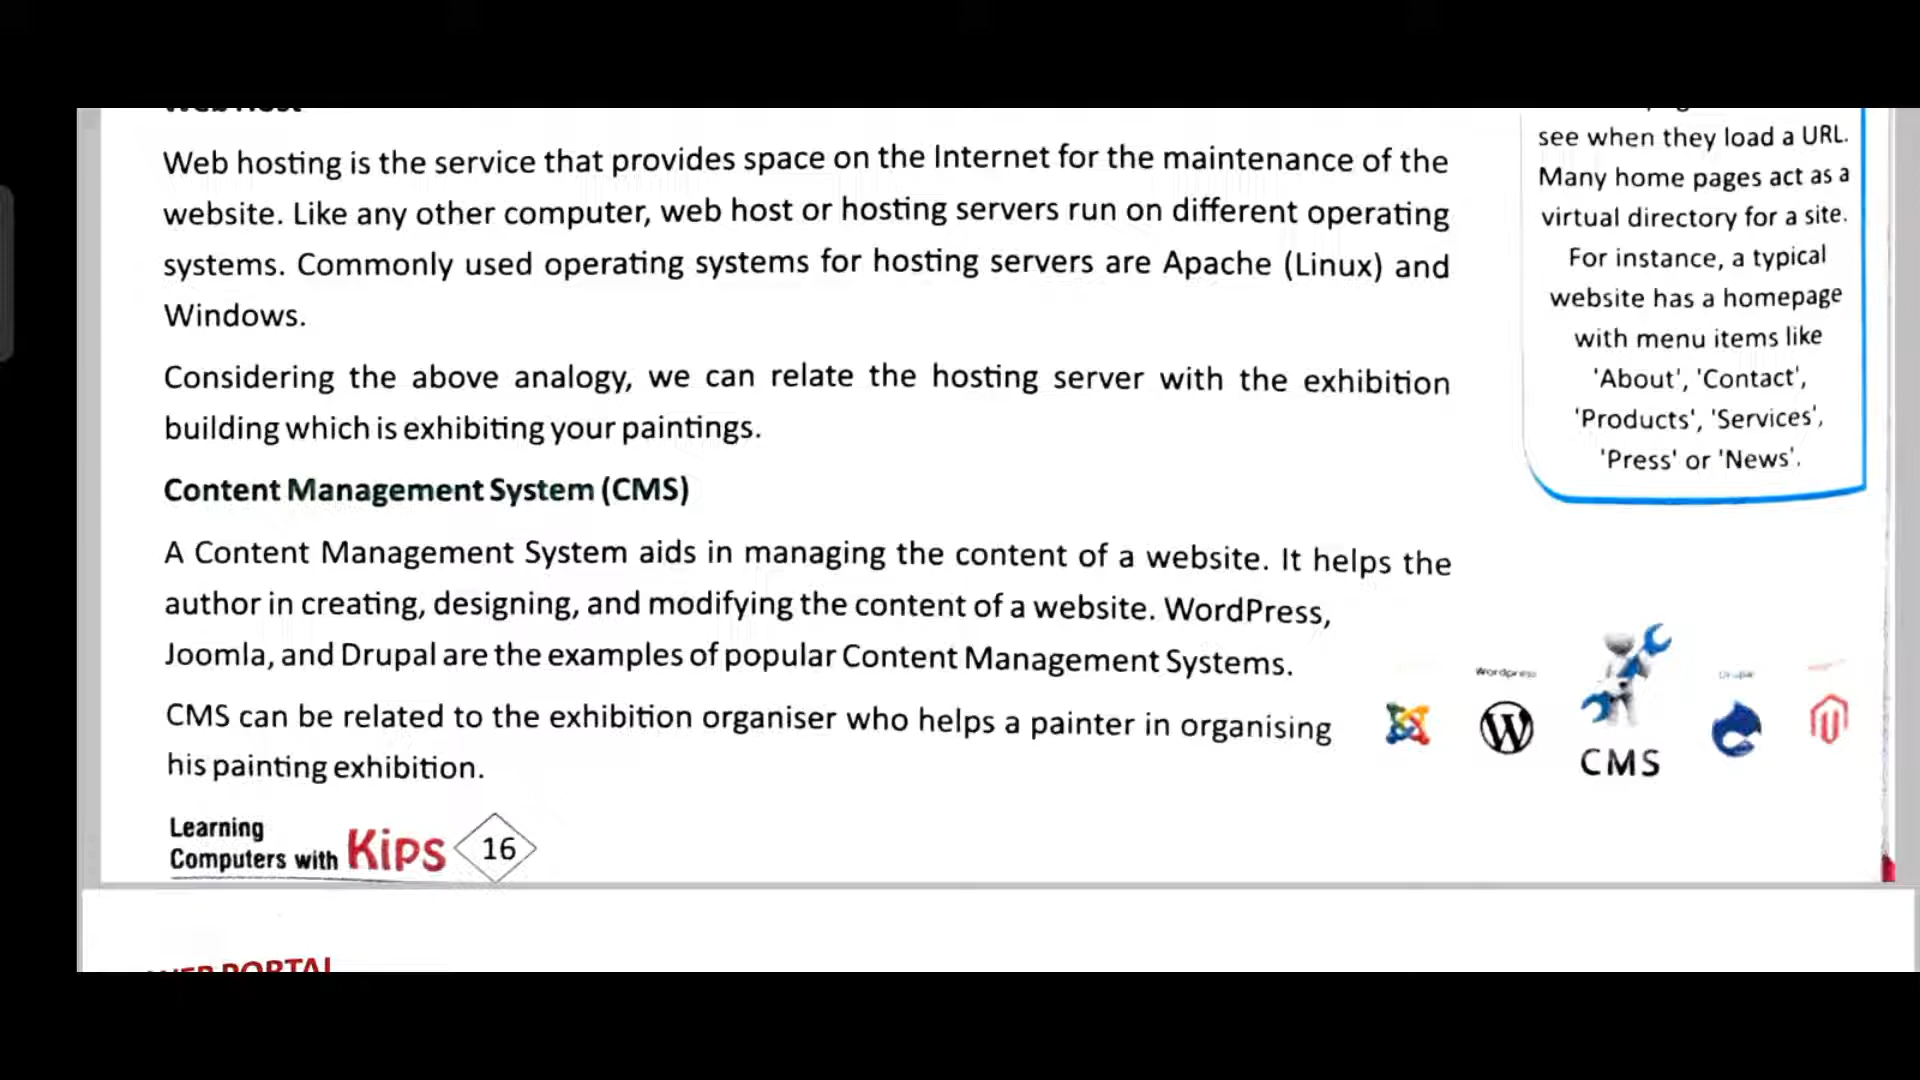 Web Host
Web hosting is the service that provides space on the Internet for the maintenance of the
website. Like any other computer, web host or hosting servers run on different operating
systems. Commonly used operating systems for hosting servers are Apache (Linux) and
Windows.
Considering the above analogy, we can relate the hosting server with the exhibition
building which is exhibiting your paintings.
Content Management System (CMS)
A Content Management System aids in managing the content of a website. It helps the
author in creating, designing, and modifying the content of a website. WordPress,
Joomla, and Drupal are the examples of popular Content Management Systems.
CMS can be related to the exhibition organiser who helps a painter in organising
his painting exhibition.
see when they load a URL.
Many home pages act as a
virtual directory for a site.
For instance, a typical
website has a homepage
with menu items like
'About', 'Contact',
'Products', 'Services',
'Press' or 'News'.
Wordpress
Drupal
CMS
Learning
Computers with Kips 16
WEB PORTAL